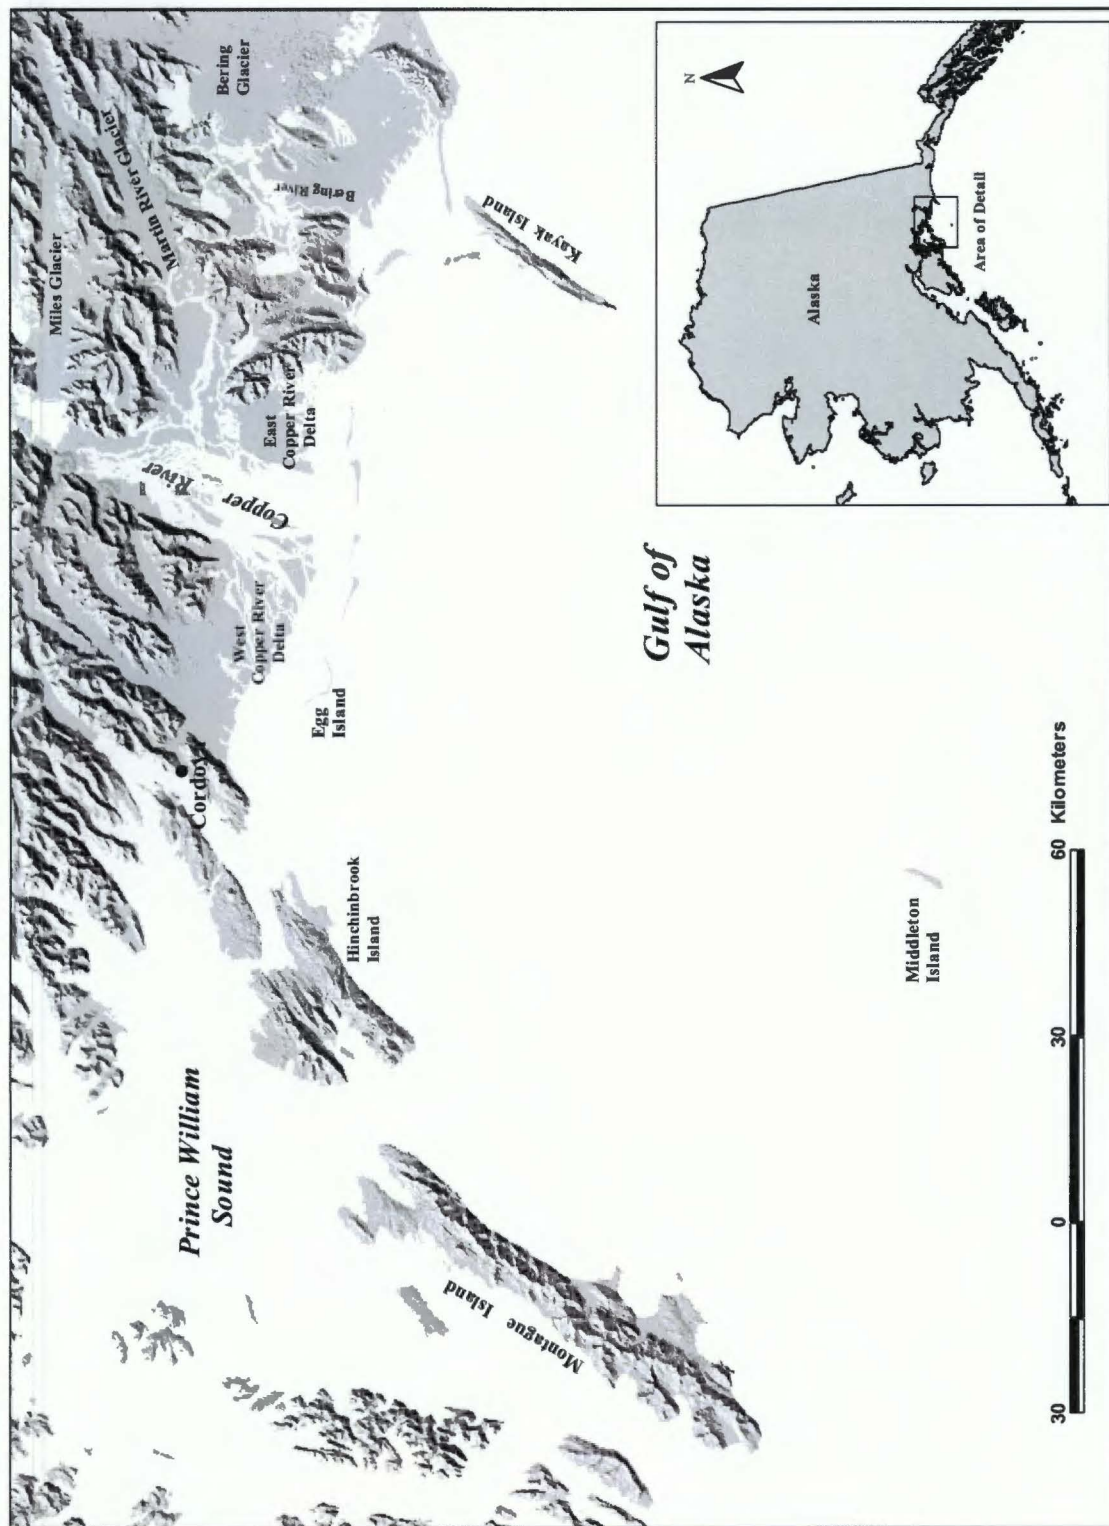 Miles Glacier
Martin River Glacier
Bering
Glacier
Bering River
Copper River
East
Copper River
Delta
West
Copper River
Delta
Cordova
Egg
Island
Kayak Island
Hinchinbrook
Island
Prince William
Sound
Montague Island
Gulf of
Alaska
Middleton
Island
N
Alaska
Area of Detail
30 0 30 60 Kilometers